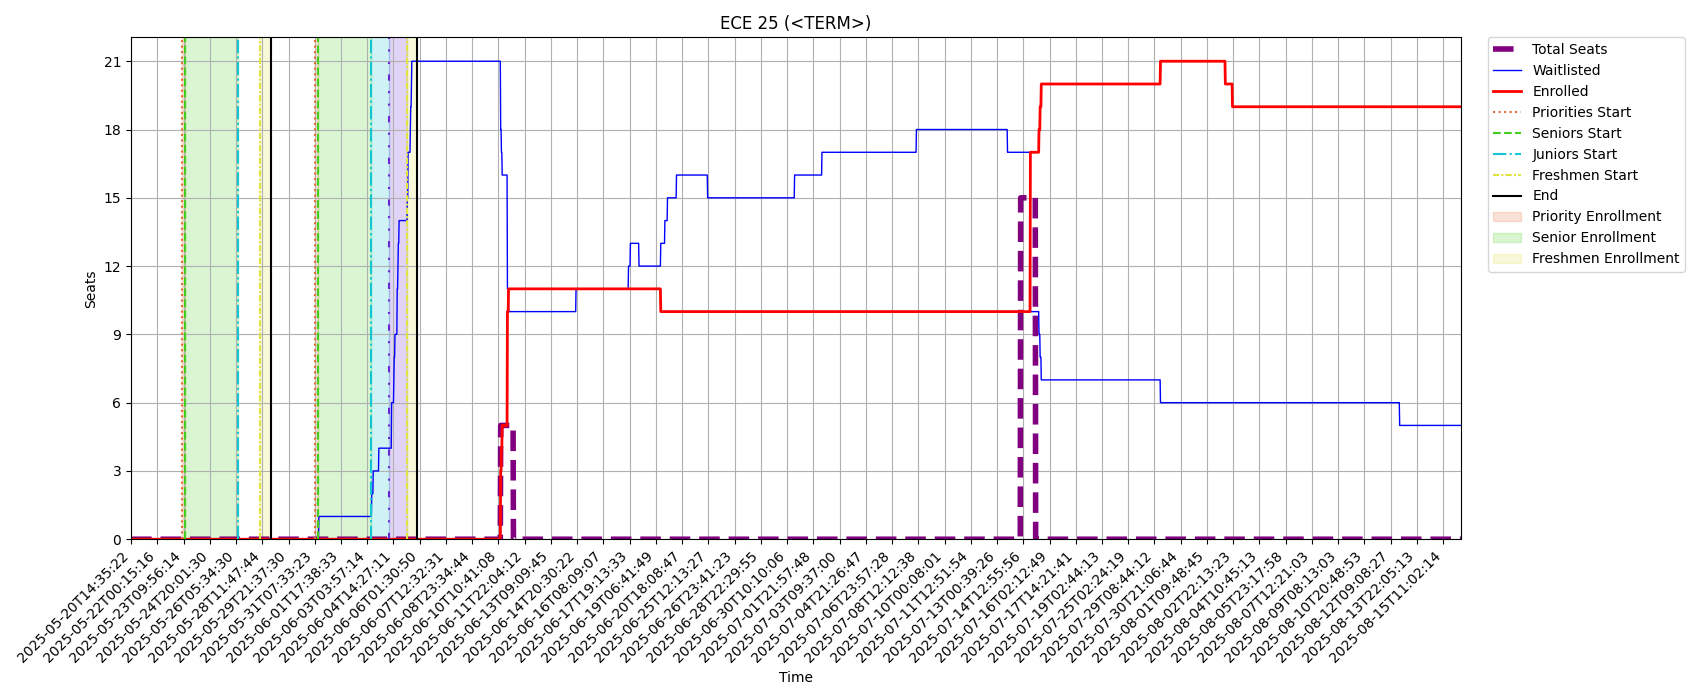 ECE 25 (<TERM>)
Total Seats
Waitlisted
Enrolled
Priorities Start
Seniors Start
Juniors Start
Freshmen Start
End
Priority Enrollment
Senior Enrollment
Freshmen Enrollment
Seats
21
18
15
12
9
6
3
0
2025-05-20T14:35:22
2025-05-22T00:15:16
2025-05-23T09:56:14
2025-05-24T20:01:30
2025-05-26T05:34:30
2025-05-28T11:47:44
2025-05-29T21:37:30
2025-05-31T07:33:23
2025-06-01T17:38:33
2025-06-03T03:57:14
2025-06-04T14:27:11
2025-06-06T01:30:50
2025-06-07T12:32:31
2025-06-08T23:34:44
2025-06-10T10:41:08
2025-06-11T22:04:12
2025-06-13T09:09:45
2025-06-14T20:30:22
2025-06-16T08:09:07
2025-06-17T19:13:33
2025-06-19T06:41:49
2025-06-20T18:08:47
2025-06-25T12:13:27
2025-06-26T23:41:23
2025-06-28T22:29:55
2025-06-30T10:10:06
2025-07-01T21:57:48
2025-07-03T09:37:00
2025-07-04T21:26:47
2025-07-06T23:57:28
2025-07-08T12:12:38
2025-07-10T00:08:01
2025-07-11T12:51:54
2025-07-13T00:39:26
2025-07-14T12:55:56
2025-07-16T02:12:49
2025-07-17T14:21:41
2025-07-19T02:44:13
2025-07-25T02:24:19
2025-07-29T08:44:12
2025-07-30T21:06:44
2025-08-01T09:48:45
2025-08-02T22:13:23
2025-08-04T10:45:13
2025-08-05T23:17:58
2025-08-07T12:21:03
2025-08-09T08:13:03
2025-08-10T20:48:53
2025-08-12T09:08:27
2025-08-13T22:05:13
2025-08-15T11:02:14
Time